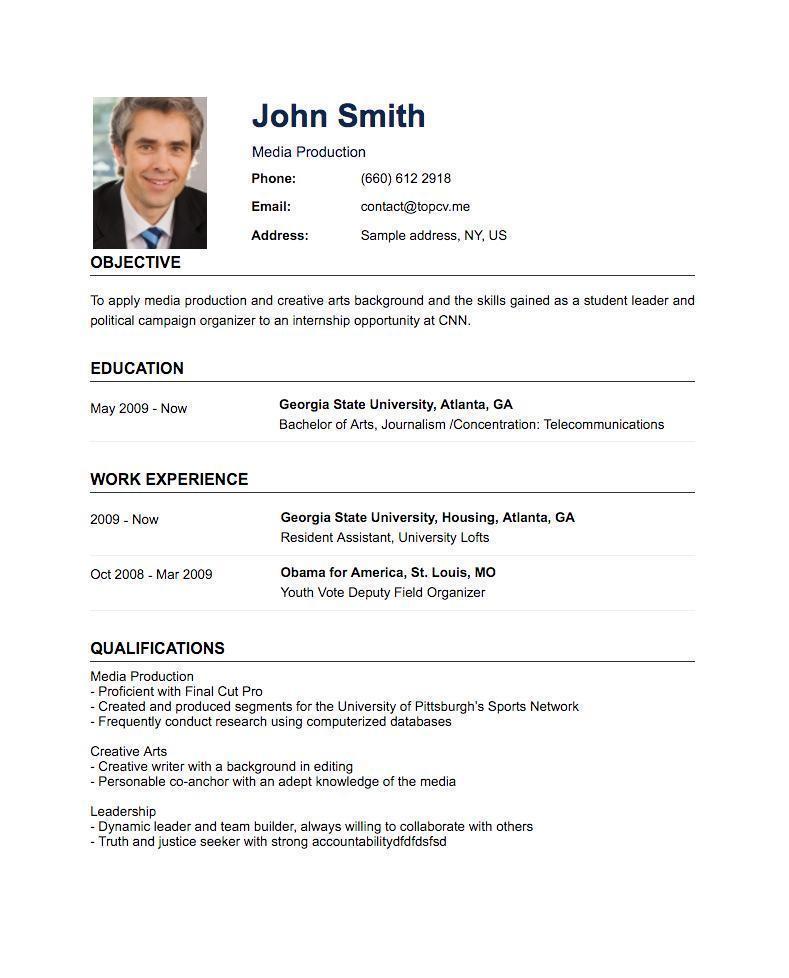 John Smith
Media Production
Phone: (660) 612 2918
Email: contact@topcv.me
Address: Sample address, NY, US
OBJECTIVE
To apply media production and creative arts background and the skills gained as a student leader and
political campaign organizer to an internship opportunity at CNN.
EDUCATION
May 2009 - Now
Georgia State University, Atlanta, GA
Bachelor of Arts, Journalism /Concentration: Telecommunications
WORK EXPERIENCE
2009 - Now
Georgia State University, Housing, Atlanta, GA
Resident Assistant, University Lofts
Oct 2008 - Mar 2009
Obama for America, St. Louis, MO
Youth Vote Deputy Field Organizer
QUALIFICATIONS
Media Production
- Proficient with Final Cut Pro
- Created and produced segments for the University of Pittsburgh's Sports Network
- Frequently conduct research using computerized databases
Creative Arts
- Creative writer with a background in editing
- Personable co-anchor with an adept knowledge of the media
Leadership
- Dynamic leader and team builder, always willing to collaborate with others
- Truth and justice seeker with strong accountabilitydfdfdsfsd